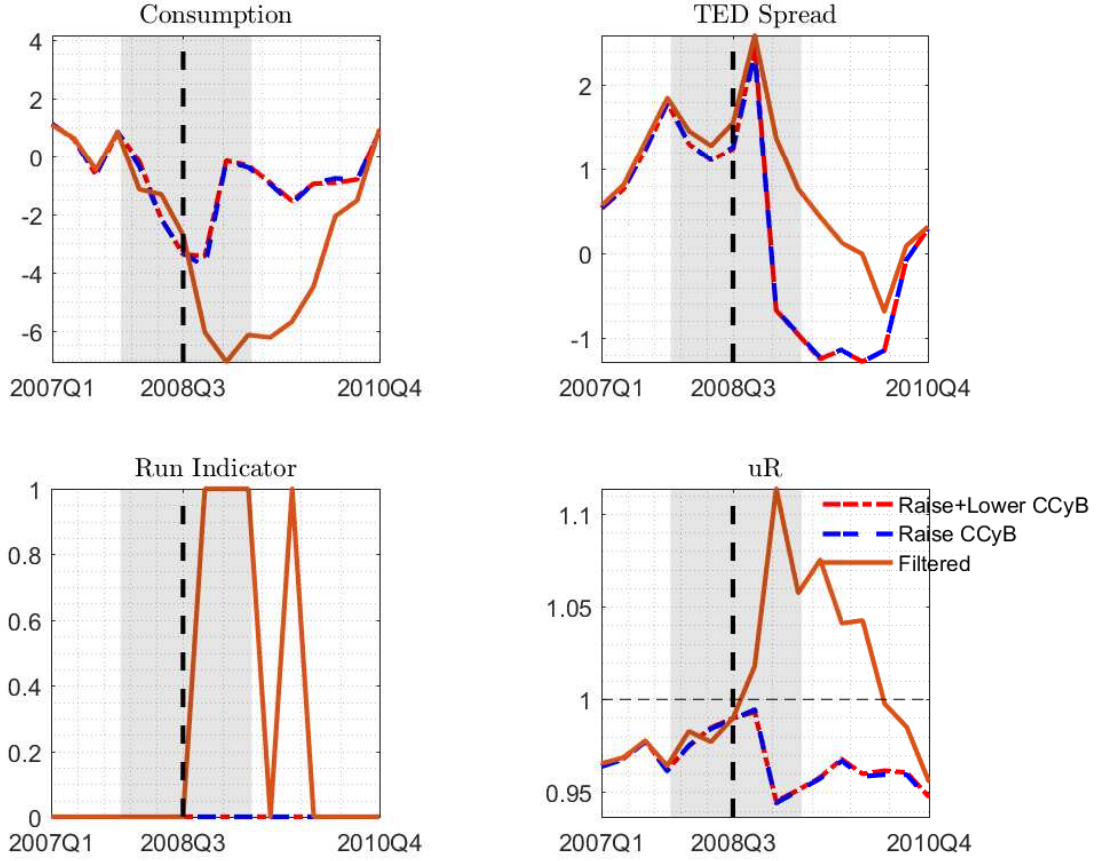 Consumption
4
2
0
-2
-4
-6
2007Q1 2008Q3 2010Q4
TED Spread
2
1
0
-1
2007Q1 2008Q3 2010Q4
Run Indicator
1
0.8
0.6
0.4
0.2
0
2007Q1 2008Q3 2010Q4
uR
1.1
1.05
1
0.95
2007Q1 2008Q3 2010Q4
Raise+Lower CCyB
Raise CCyB
Filtered